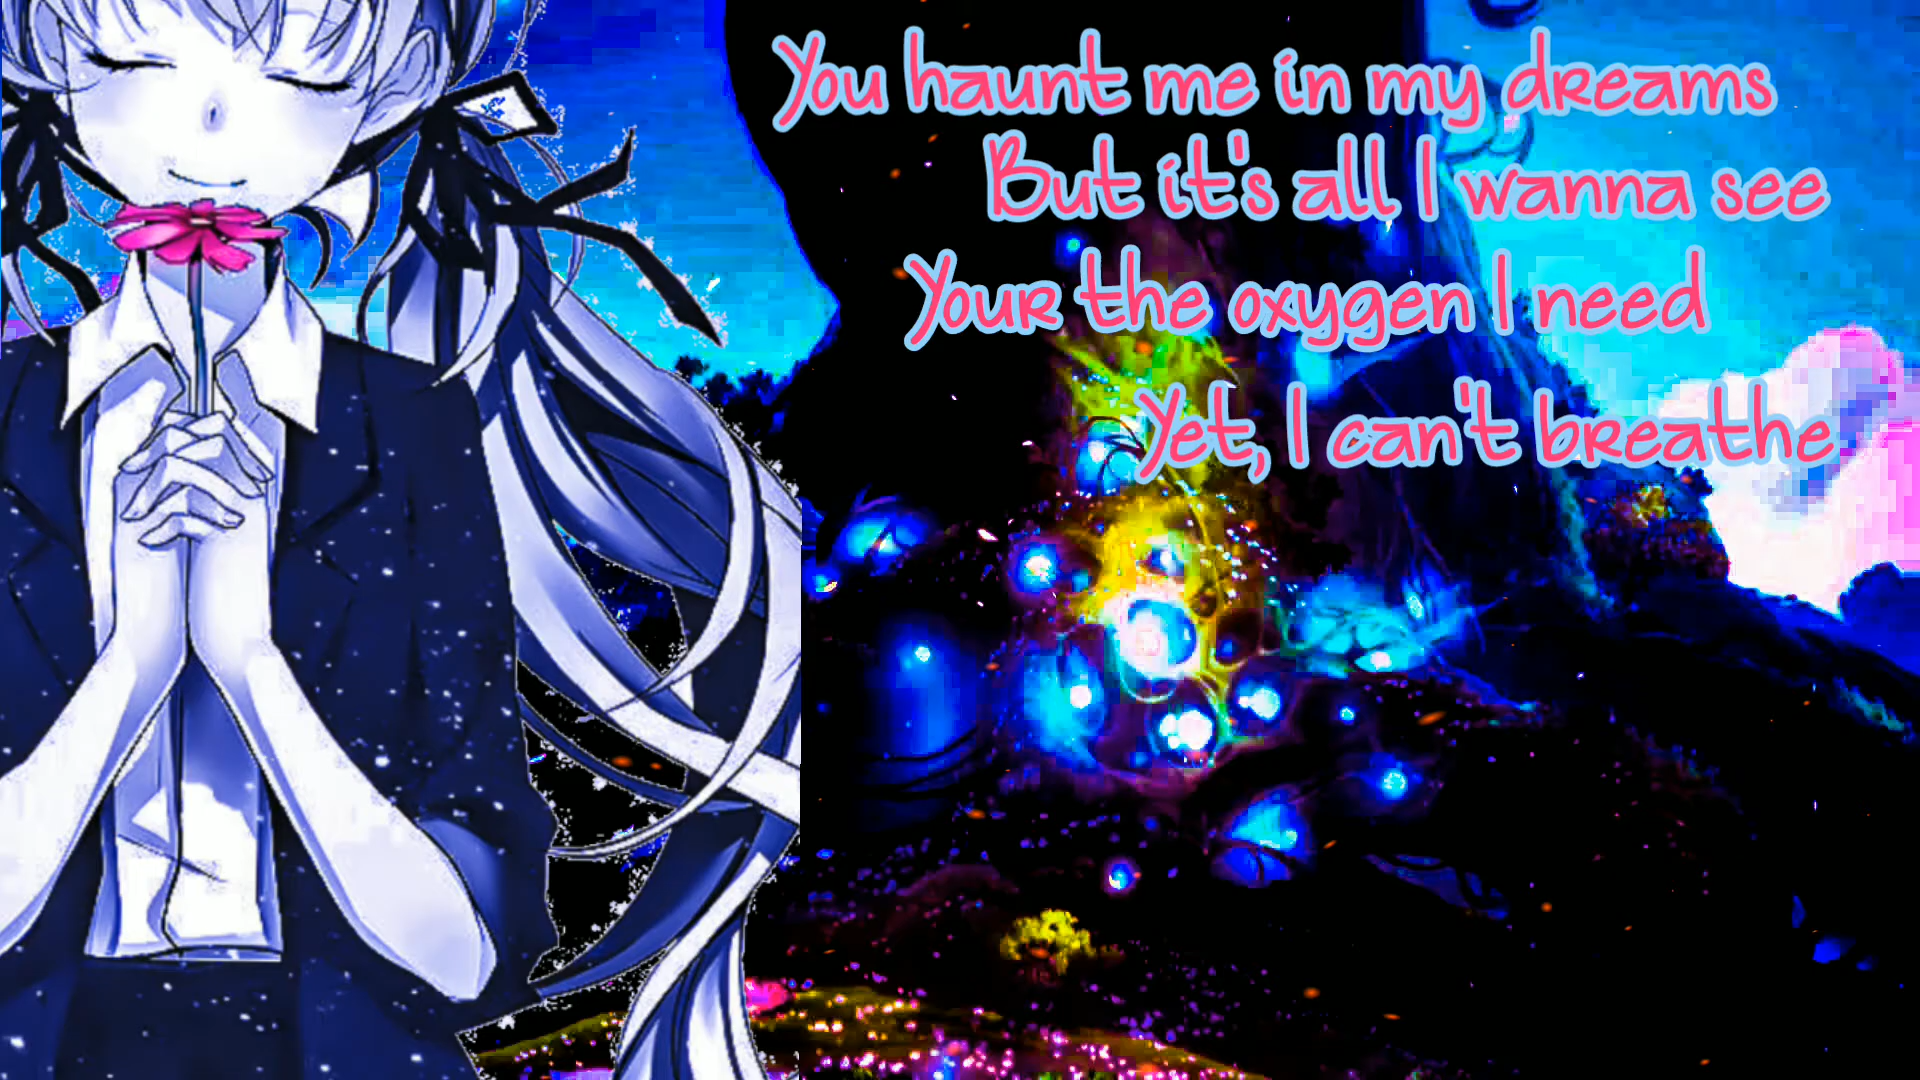 You haunt me in my dreams
But it's all I wanna see
Your the oxygen I need
Yet, I can't breathe